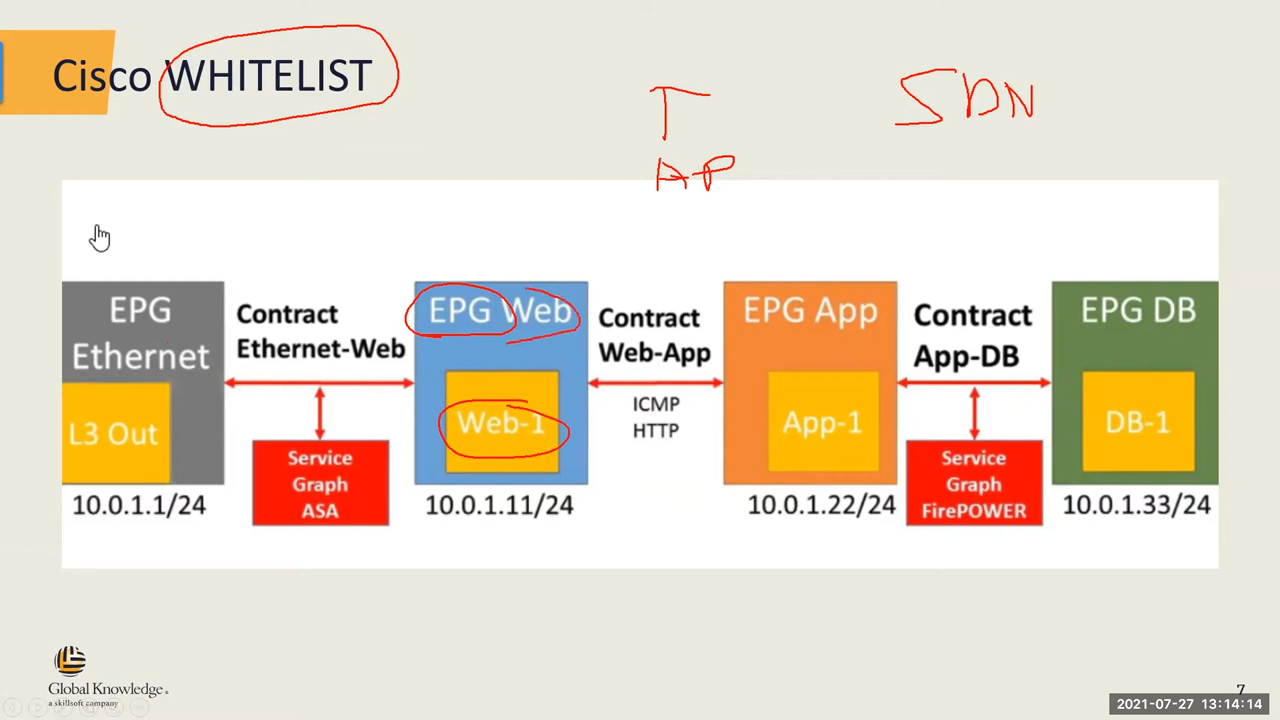 Cisco WHITELIST
T
SDN
AP
EPG
Ethernet
L3 Out
10.0.1.1/24
Contract
Ethernet-Web
Service
Graph
ASA
EPG Web
Web-1
10.0.1.11/24
Contract
Web-App
ICMP
HTTP
EPG App
App-1
10.0.1.22/24
Contract
App-DB
Service
Graph
FirePOWER
EPG DB
DB-1
10.0.1.33/24
Global Knowledge®
a skillsoft company
7
2021-07-27 13:14:14